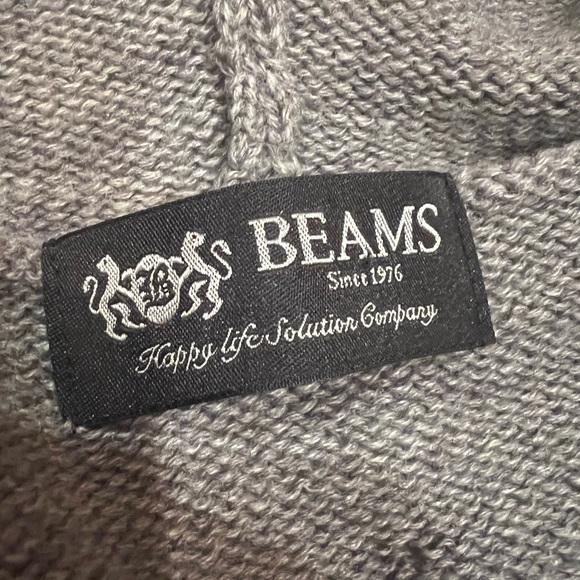 B
BEAMS
Since 1976
Happy life Solution Company